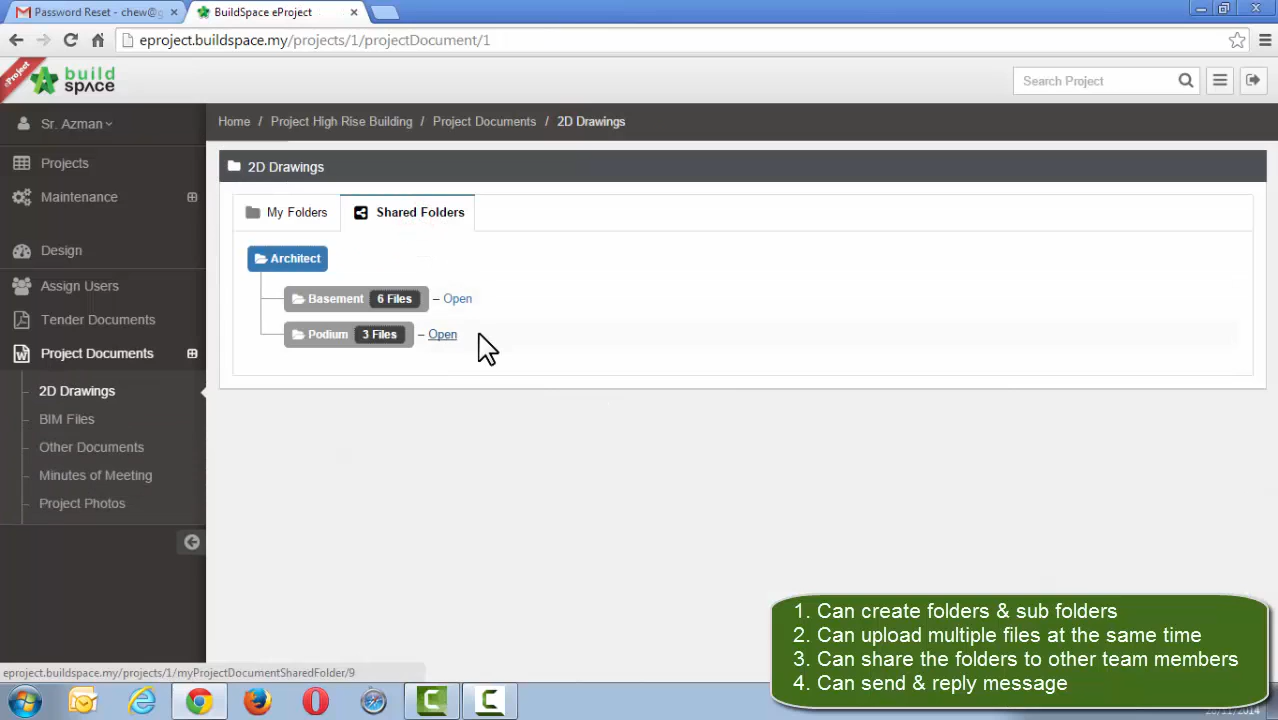 Password Reset - chew@g
BuildSpace eProject
eproject.buildspace.my/projects/1/projectDocument/1
eProject
build space
Search Project
Sr. Azman
Home / Project High Rise Building / Project Documents / 2D Drawings
Projects
Maintenance
Design
Assign Users
Tender Documents
Project Documents
2D Drawings
BIM Files
Other Documents
Minutes of Meeting
Project Photos
2D Drawings
My Folders
Shared Folders
Architect
Basement 6 Files – Open
Podium 3 Files – Open
1. Can create folders & sub folders
2. Can upload multiple files at the same time
3. Can share the folders to other team members
4. Can send & reply message
eproject.buildspace.my/projects/1/myProjectDocumentSharedFolder/9